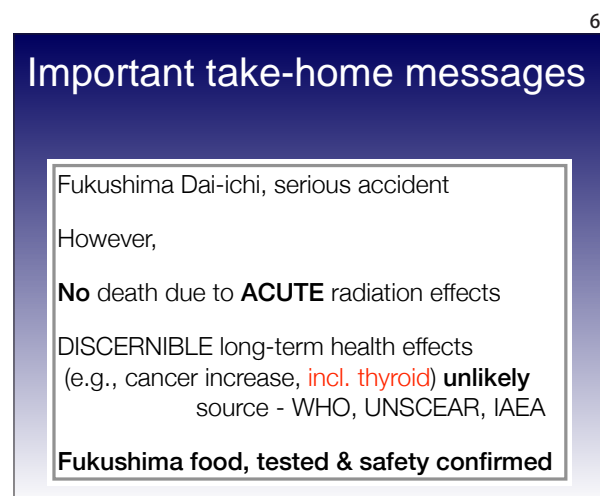 6
Important take-home messages
Fukushima Dai-ichi, serious accident
However,
No death due to ACUTE radiation effects
DISCERNIBLE long-term health effects
(e.g., cancer increase, incl. thyroid) unlikely
source - WHO, UNSCEAR, IAEA
Fukushima food, tested & safety confirmed